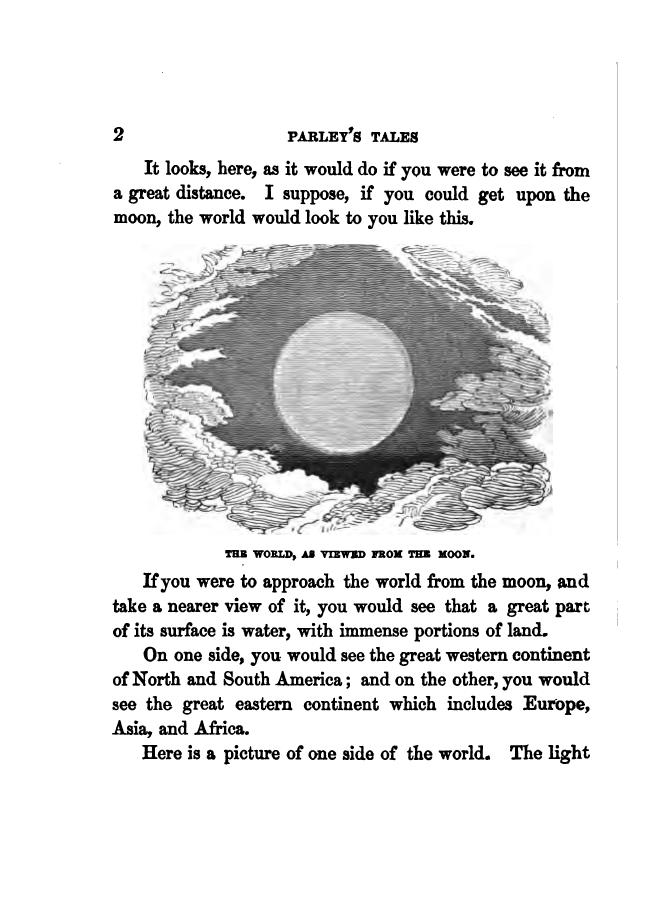 2 PARLEY'S TALES
It looks, here, as it would do if you were to see it from
a great distance. I suppose, if you could get upon the
moon, the world would look to you like this.
THE WORLD, AS VIEWED FROM THE MOON.
If you were to approach the world from the moon, and
take a nearer view of it, you would see that a great part
of its surface is water, with immense portions of land.
On one side, you would see the great western continent
of North and South America; and on the other, you would
see the great eastern continent which includes Europe,
Asia, and Africa.
Here is a picture of one side of the world. The light